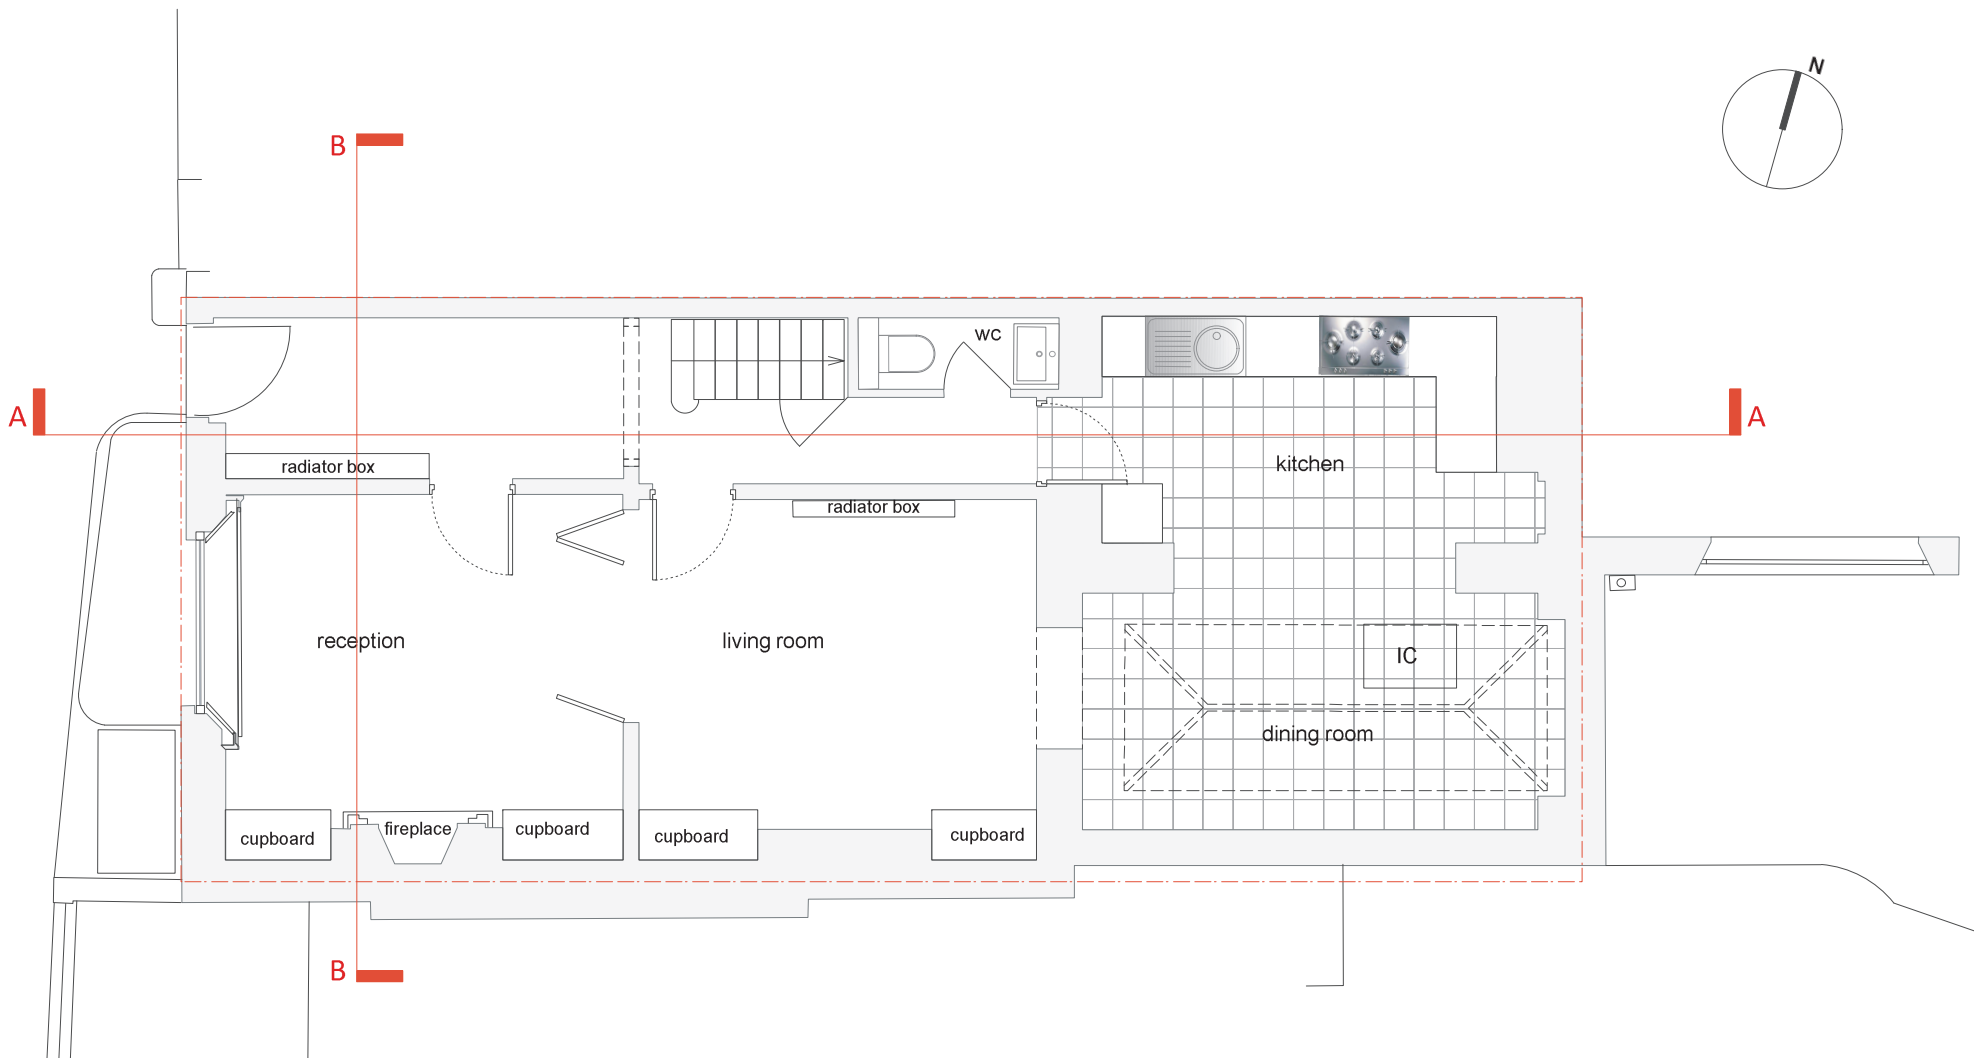 N
B
A
A
wc
radiator box
kitchen
radiator box
reception
living room
IC
dining room
cupboard
fireplace
cupboard
cupboard
cupboard
B